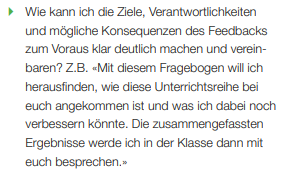 Wie kann ich die Ziele, Verantwortlichkeiten
und mögliche Konsequenzen des Feedbacks
zum Voraus klar deutlich machen und verein-
baren? Z.B. «Mit diesem Fragebogen will ich
herausfinden, wie diese Unterrichtsreihe bei
euch angekommen ist und was ich dabei noch
verbessern könnte. Die zusammengefassten
Ergebnisse werde ich in der Klasse dann mit
euch besprechen.»